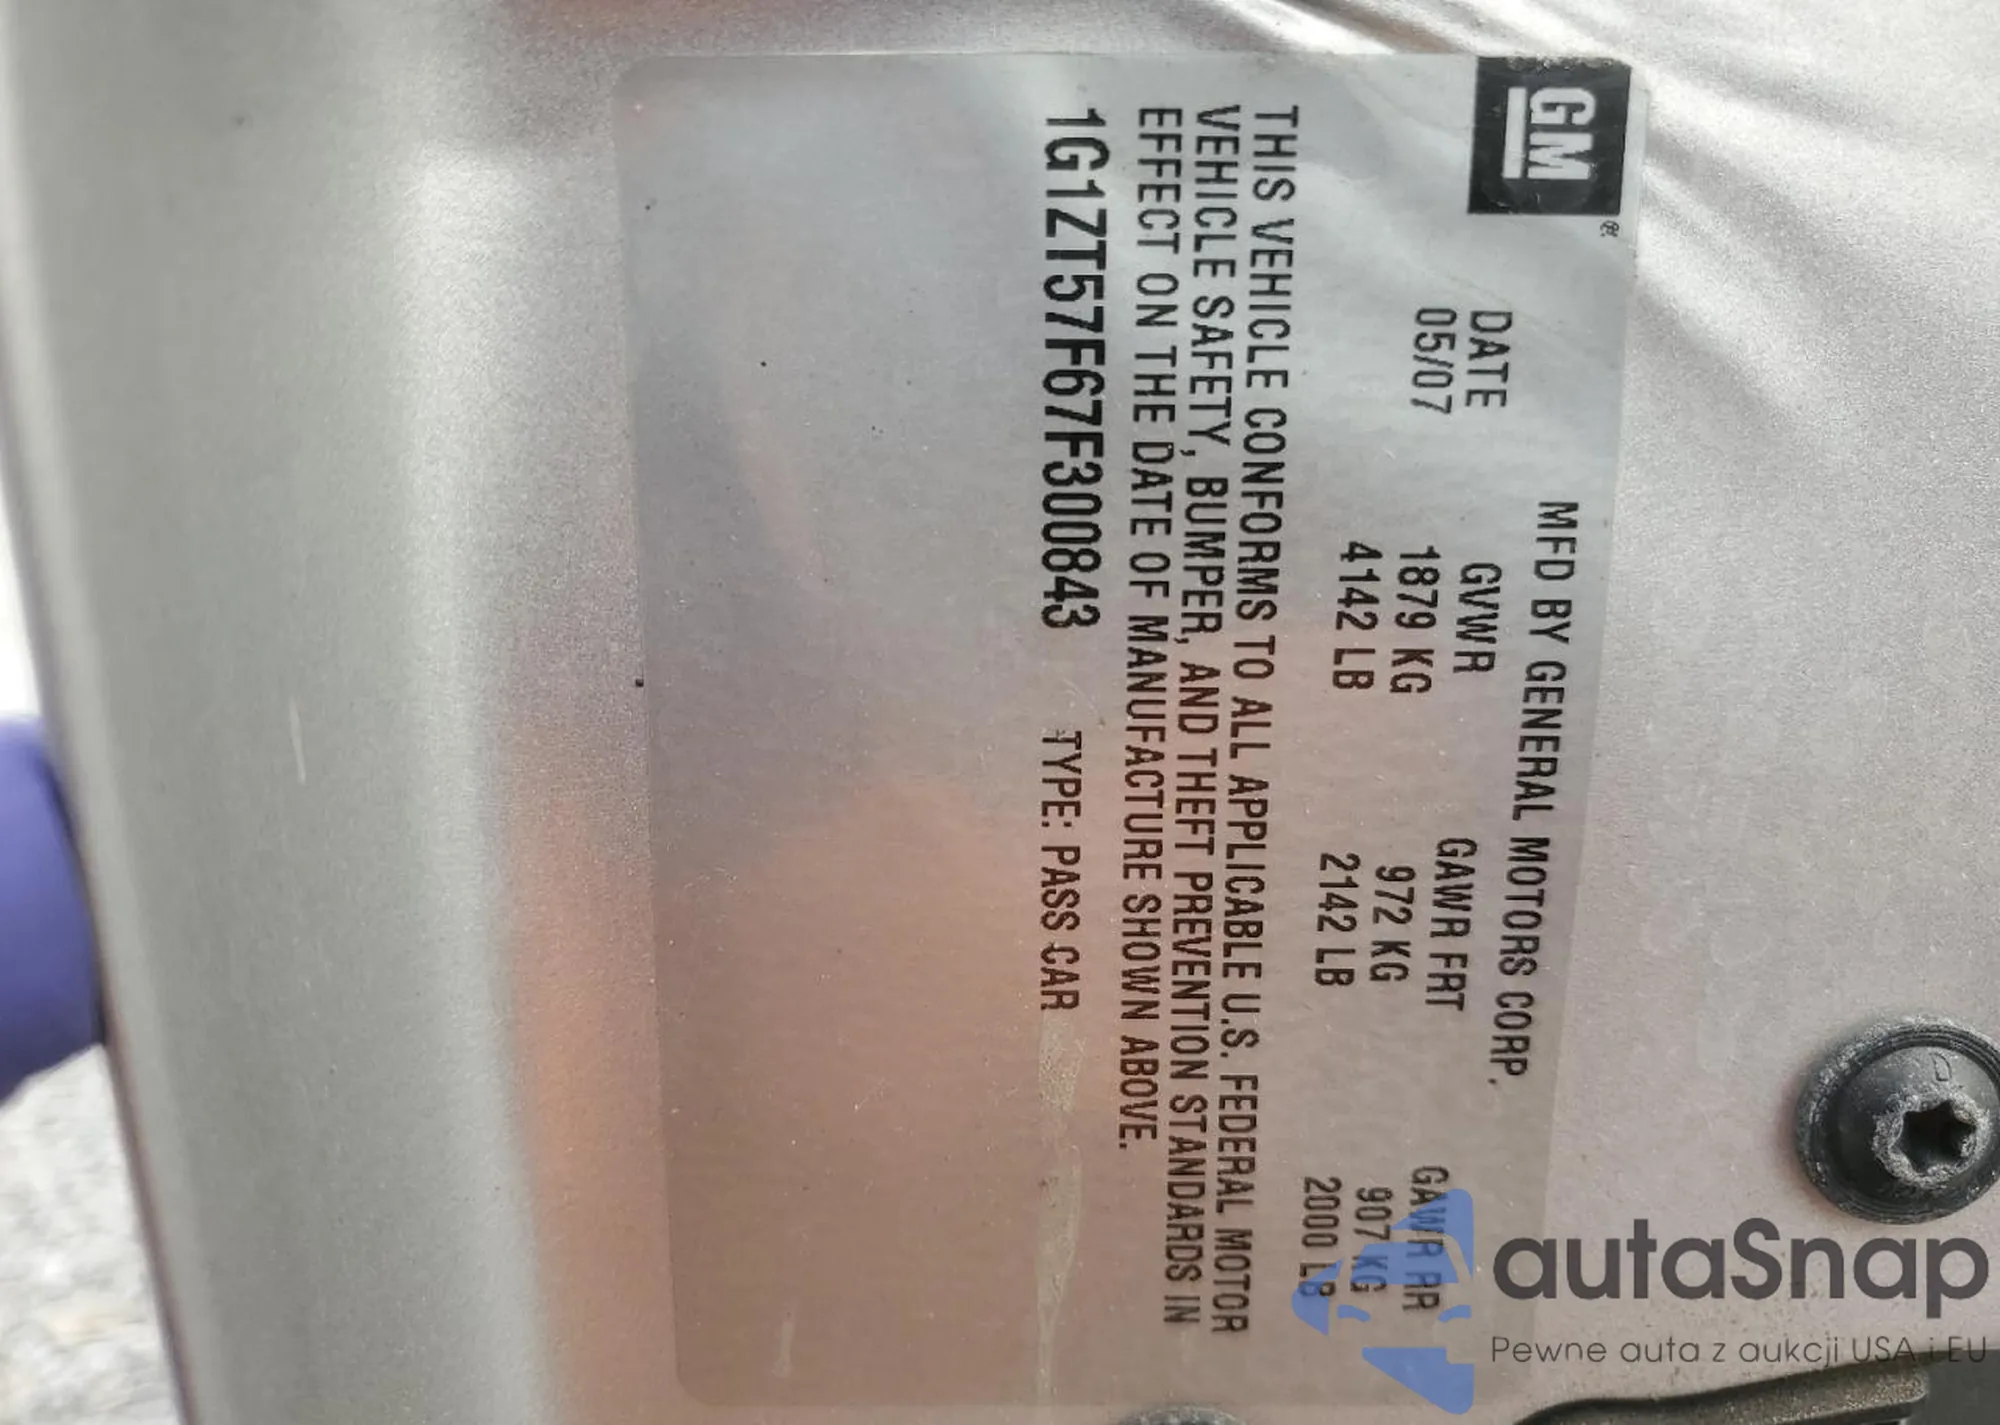 GM®
MFD BY GENERAL MOTORS CORP.
DATE GVWR GAWR FRT GAWR RR
05/07 1879 KG 972 KG 907 KG
4142 LB 2142 LB 2000 LB
THIS VEHICLE CONFORMS TO ALL APPLICABLE U.S. FEDERAL MOTOR
VEHICLE SAFETY, BUMPER, AND THEFT PREVENTION STANDARDS IN
EFFECT ON THE DATE OF MANUFACTURE SHOWN ABOVE.
1G1ZT57F67F300843 TYPE: PASS CAR
autaSnap
Pewne auta z aukcji USA i EU